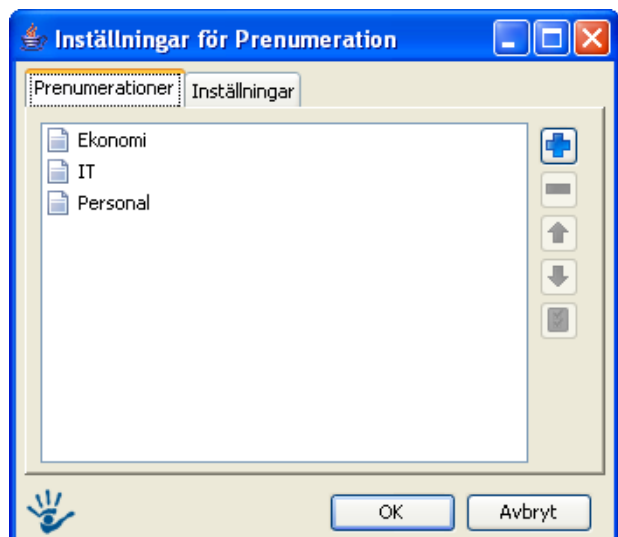 Inställningar för Prenumeration
Prenumerationer Inställningar
Ekonomi
IT
Personal
OK Avbryt